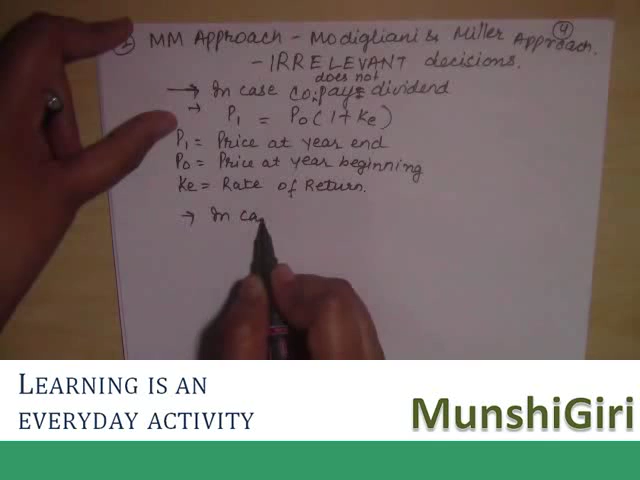 ② MM Approach - Modigliani & Miller Approach. ④
- IRRELEVANT decisions.
→ In case co. does not pay dividend
→ P1 = P0 (1 + Ke)
P1 = Price at year end
P0 = Price at year beginning
Ke = Rate of Return.
→ In ca
LEARNING IS AN
EVERYDAY ACTIVITY
MunshiGiri